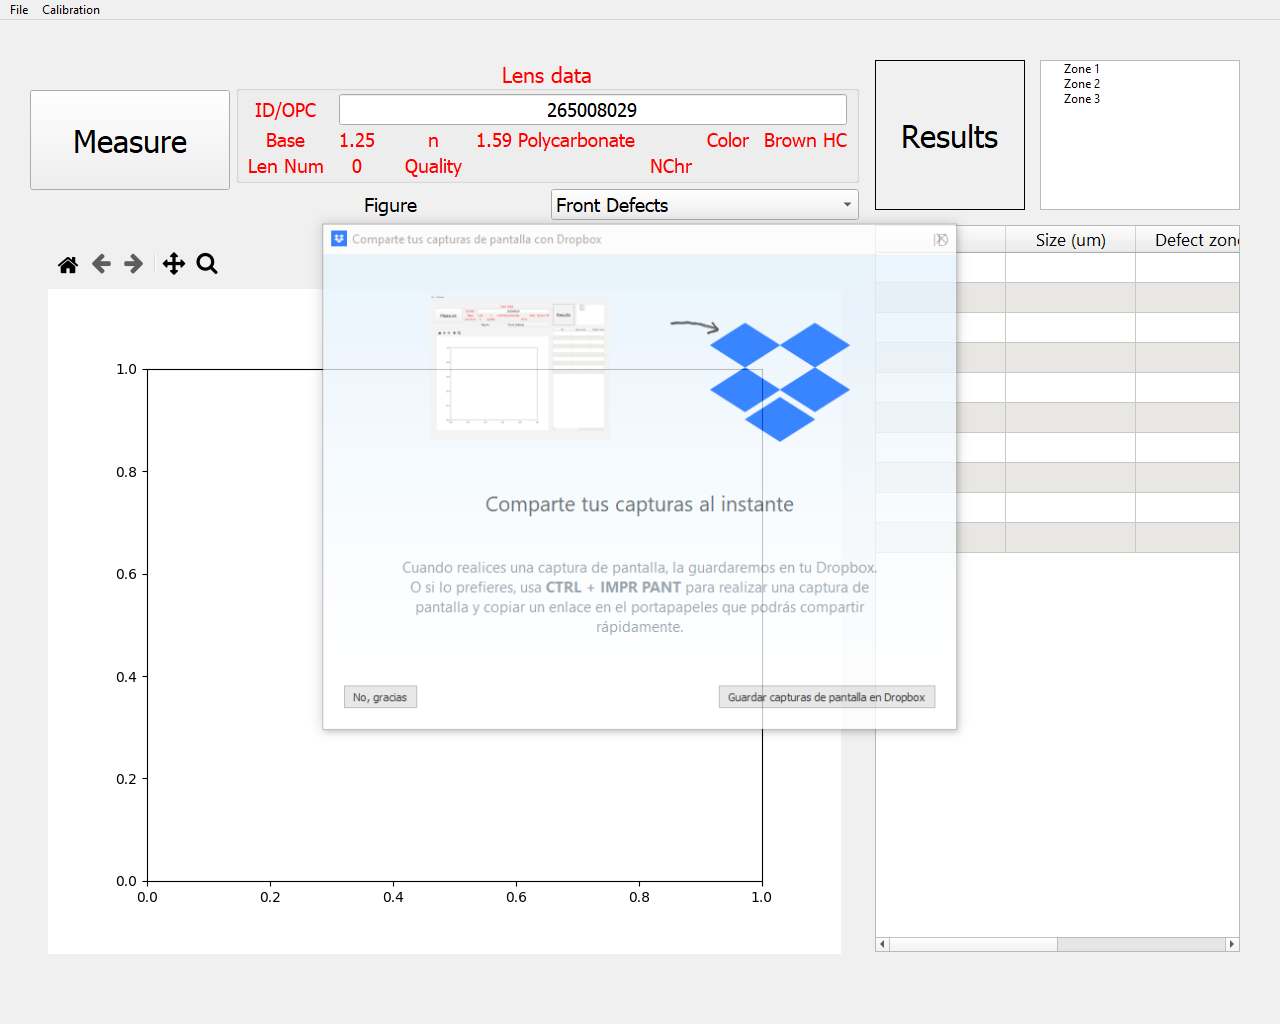 File Calibration
Lens data
ID/OPC 265008029
Measure
Base 1.25 n 1.59 Polycarbonate Color Brown HC
Len Num 0 Quality NChr
Results
Zone 1
Zone 2
Zone 3
Figure Front Defects
Comparte tus capturas de pantalla con Dropbox
Size (um) Defect zon
Measure
Results
Comparte tus capturas al instante
Cuando realices una captura de pantalla, la guardaremos en tu Dropbox.
O si lo prefieres, usa CTRL + IMPR PANT para realizar una captura de
pantalla y copiar un enlace en el portapapeles que podrás compartir
rápidamente.
No, gracias Guardar capturas de pantalla en Dropbox
1.0
0.8
0.6
0.4
0.2
0.0
0.0 0.2 0.4 0.6 0.8 1.0